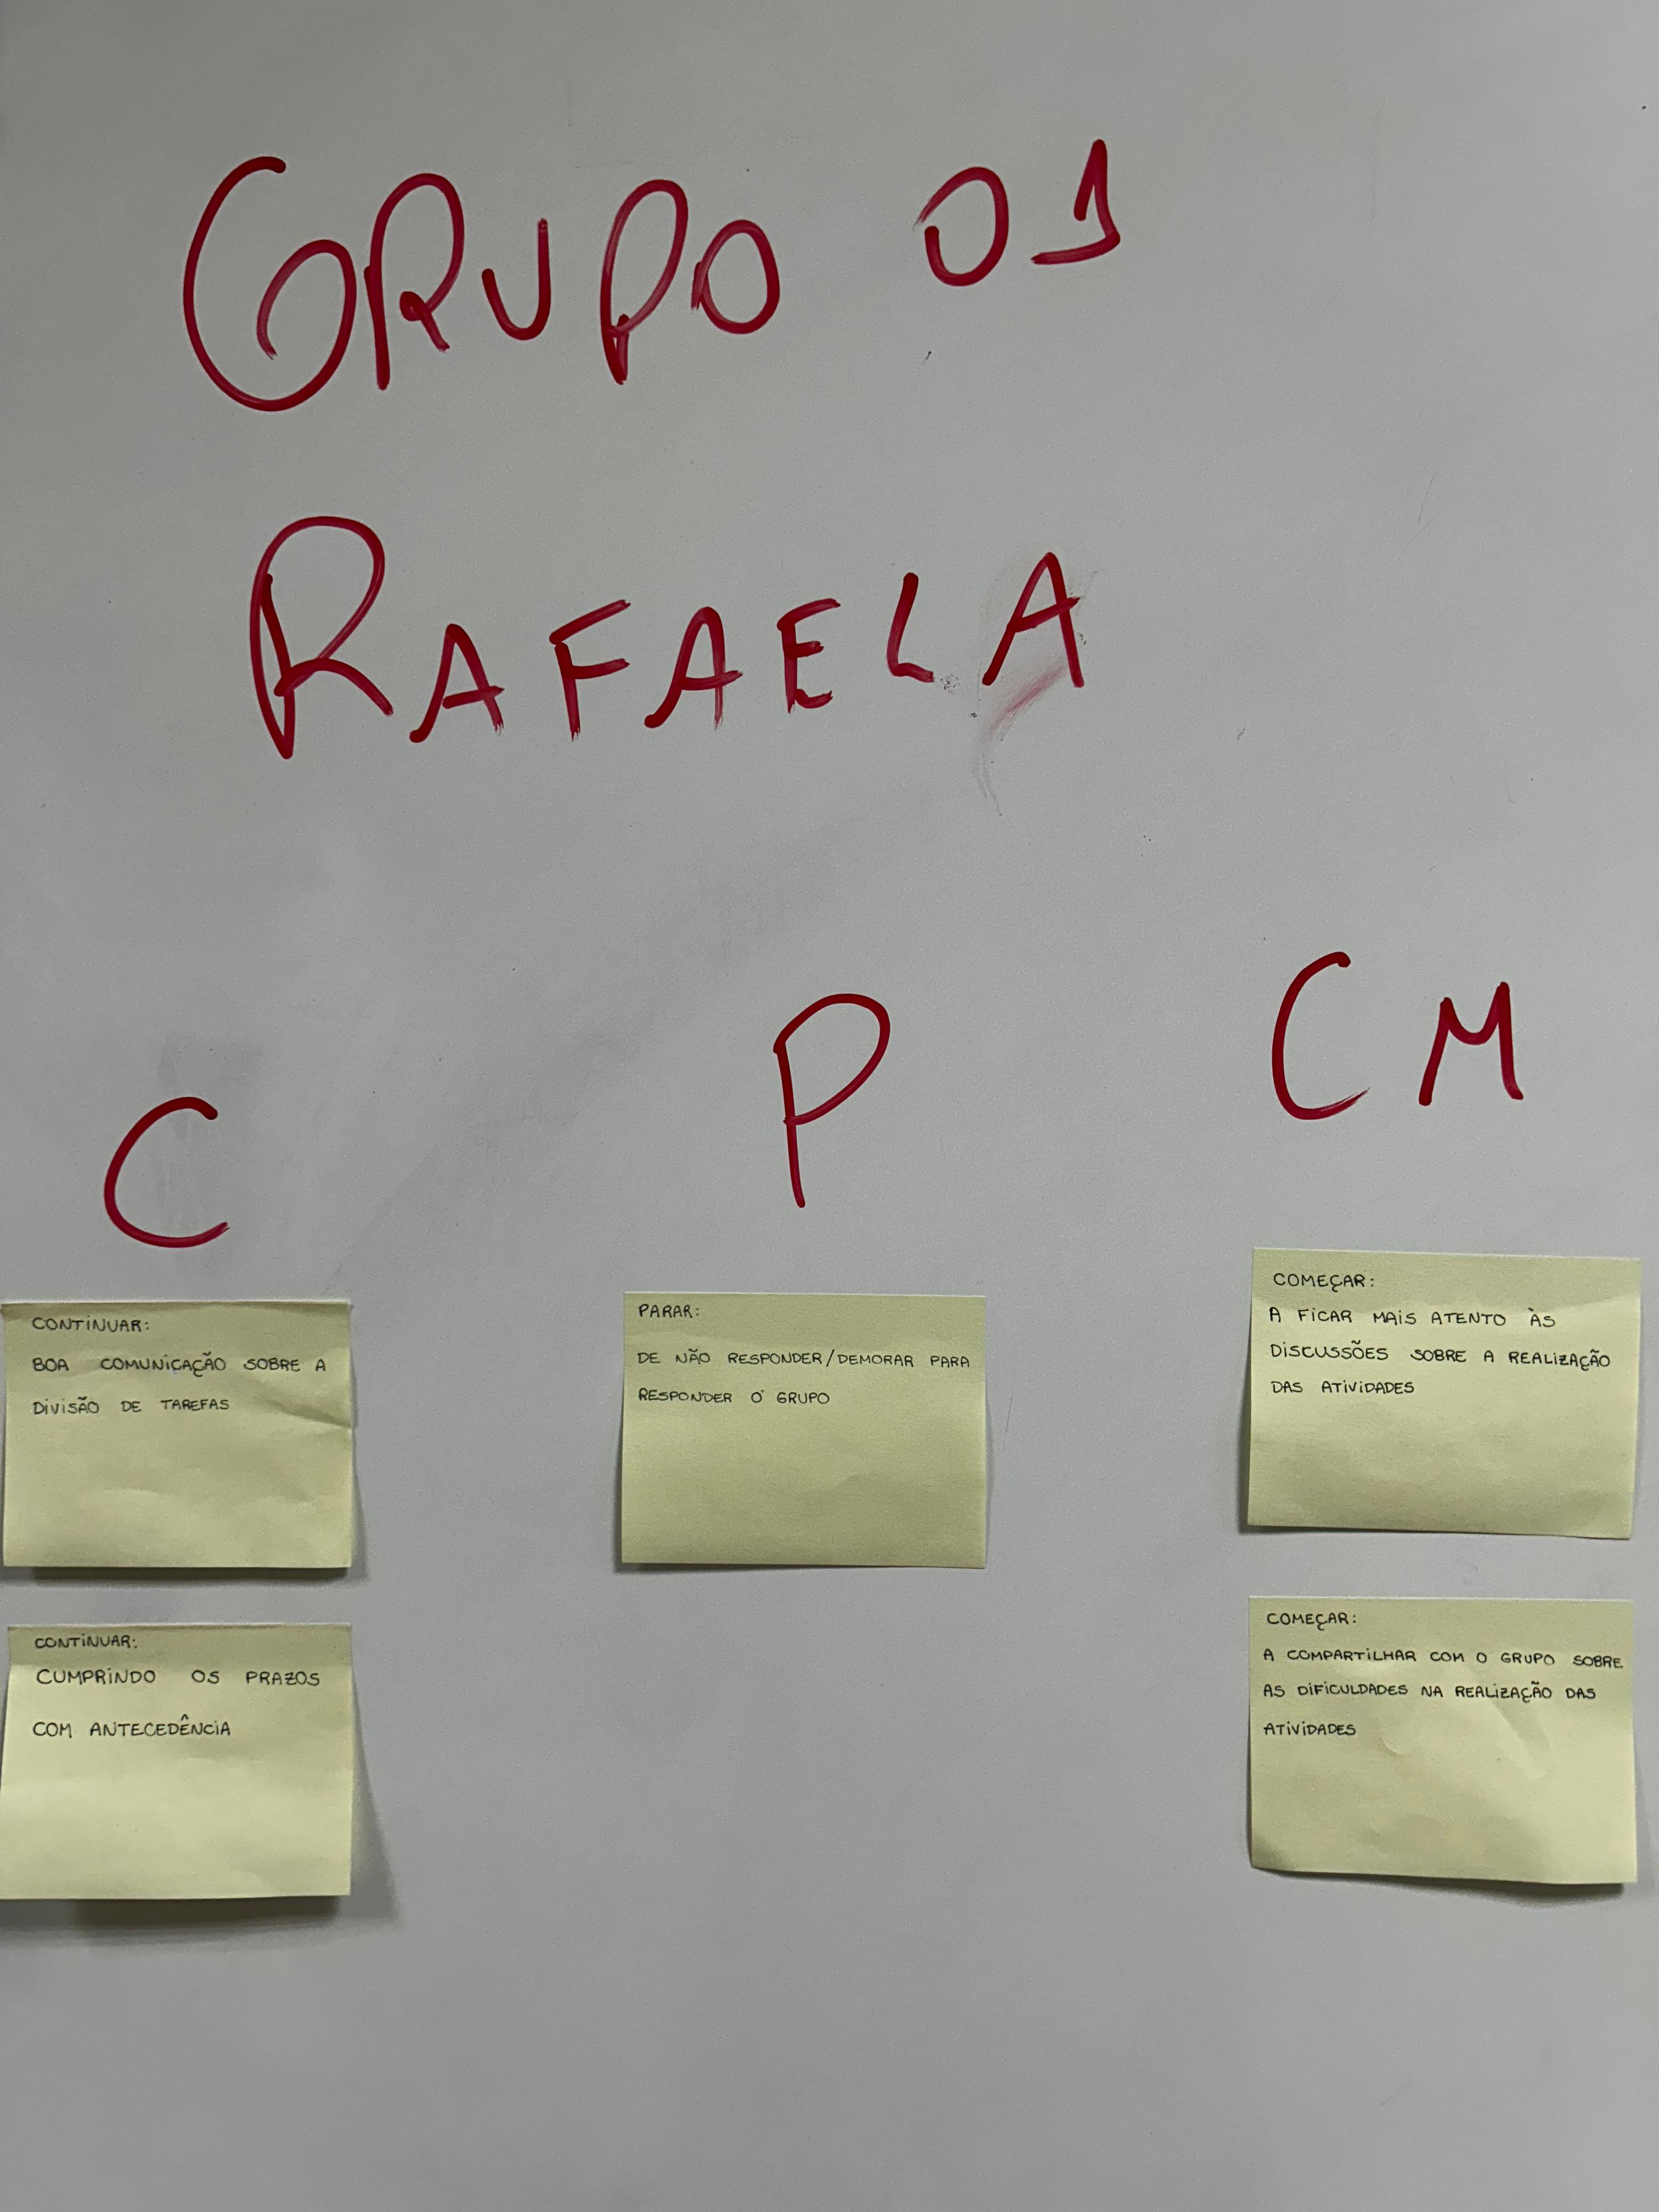 GRUPO 01
RAFAELA
C
P
CM
CONTINUAR:
BOA COMUNICAÇÃO SOBRE A
DIVISÃO DE TAREFAS
CONTINUAR:
CUMPRINDO OS PRAZOS
COM ANTECEDÊNCIA
PARAR:
DE NÃO RESPONDER/DEMORAR PARA
RESPONDER O GRUPO
COMEÇAR:
A FICAR MAIS ATENTO ÀS
DISCUSSÕES SOBRE A REALIZAÇÃO
DAS ATIVIDADES
COMEÇAR:
A COMPARTILHAR COM O GRUPO SOBRE
AS DIFICULDADES NA REALIZAÇÃO DAS
ATIVIDADES